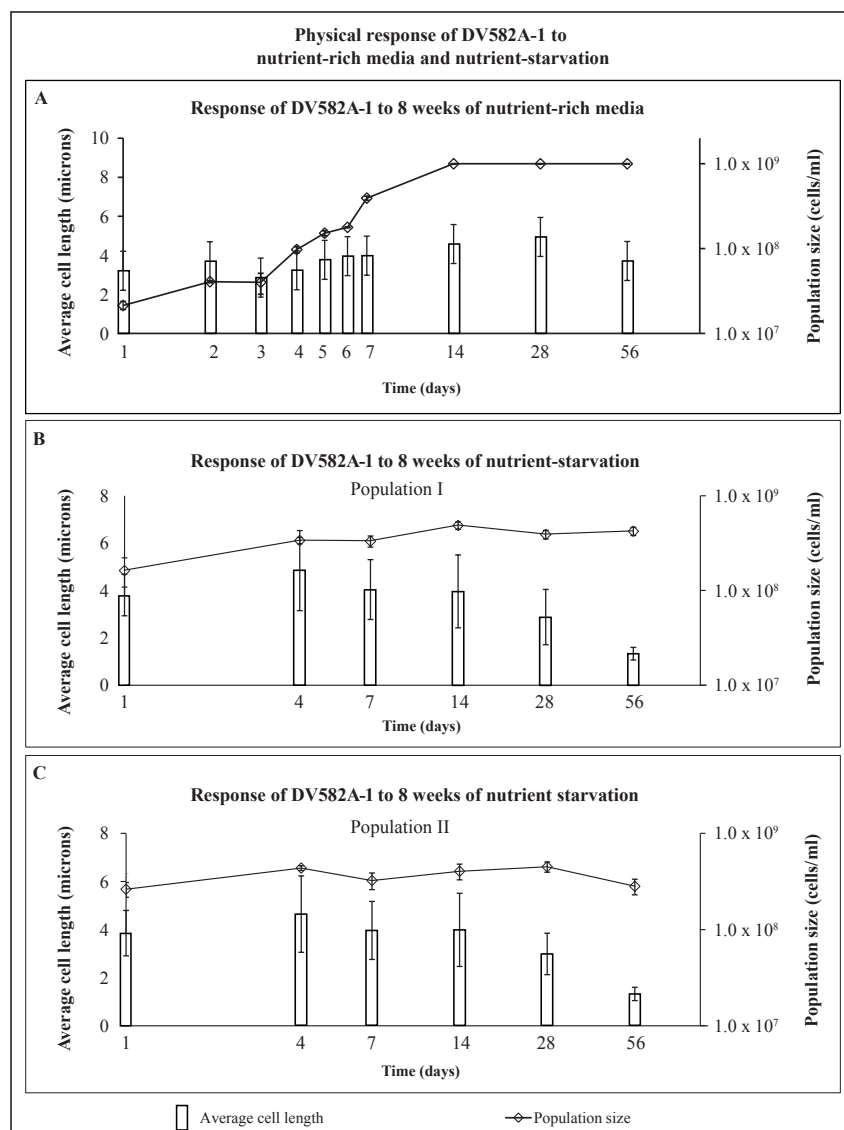 Physical response of DV582A-1 to
nutrient-rich media and nutrient-starvation
A
Response of DV582A-1 to 8 weeks of nutrient-rich media
Average cell length (microns)
10
8
6
4
2
0
1.0 x 10⁹
1.0 x 10⁸
1.0 x 10⁷
Population size (cells/ml)
1 2 3 4 5 6 7 14 28 56
Time (days)
B
Response of DV582A-1 to 8 weeks of nutrient-starvation
Population I
Average cell length (microns)
8
6
4
2
0
1.0 x 10⁹
1.0 x 10⁸
1.0 x 10⁷
Population size (cells/ml)
1 4 7 14 28 56
Time (days)
C
Response of DV582A-1 to 8 weeks of nutrient starvation
Population II
Average cell length (microns)
8
6
4
2
0
1.0 x 10⁹
1.0 x 10⁸
1.0 x 10⁷
Population size (cells/ml)
1 4 7 14 28 56
Time (days)
Average cell length Population size